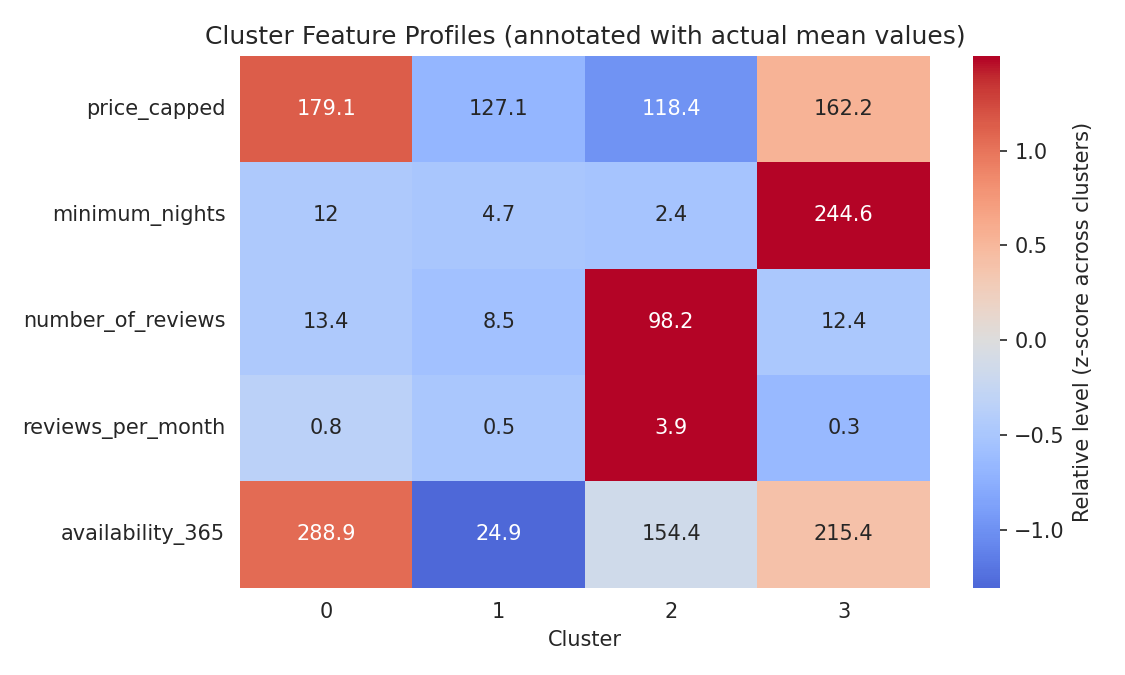 Cluster Feature Profiles (annotated with actual mean values)
price_capped 179.1 127.1 118.4 162.2
minimum_nights 12 4.7 2.4 244.6
number_of_reviews 13.4 8.5 98.2 12.4
reviews_per_month 0.8 0.5 3.9 0.3
availability_365 288.9 24.9 154.4 215.4
0 1 2 3
Cluster
1.0
0.5
0.0
−0.5
−1.0
Relative level (z-score across clusters)